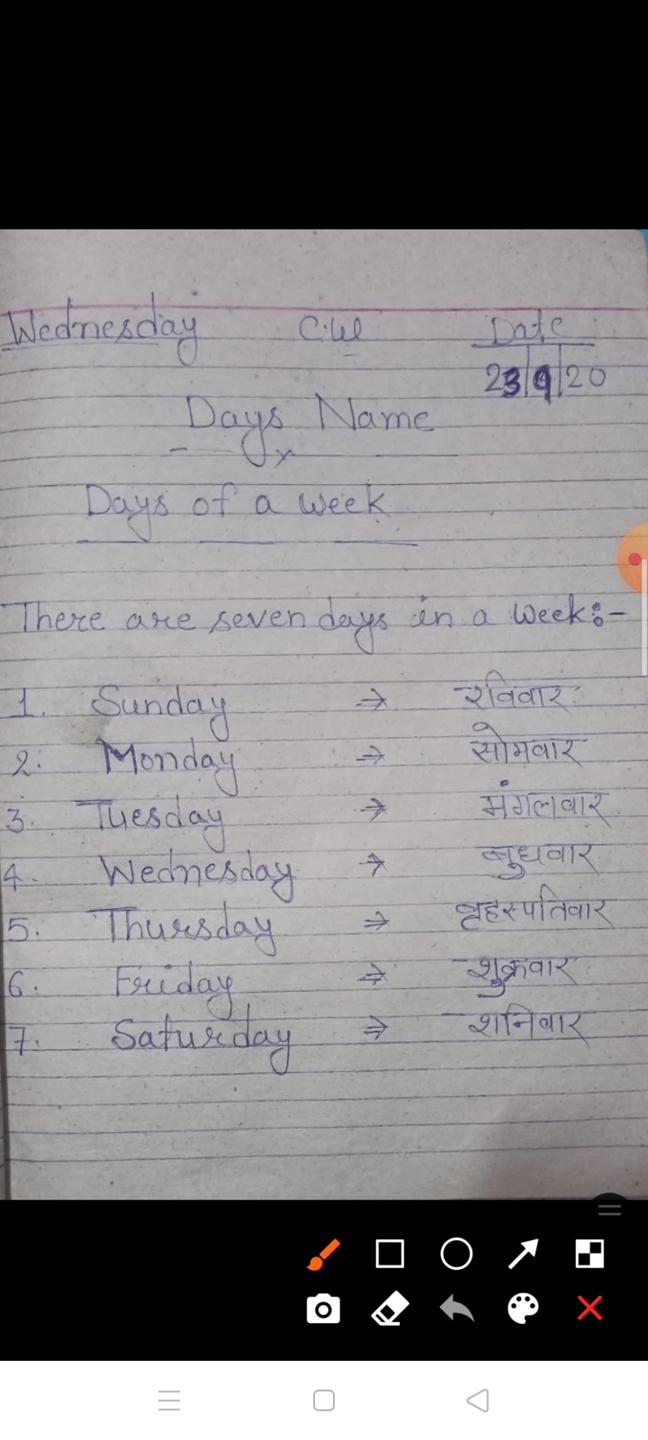 Wednesday C.W Date
23|9|20
Days Name
Days of a week
There are seven days in a week:-
1. Sunday → रविवार
2. Monday → सोमवार
3. Tuesday → मंगलवार
4. Wednesday → बुधवार
5. Thursday ⇒ बृहस्पतिवार
6. Friday ⇒ शुक्रवार
7. Saturday ⇒ शनिवार